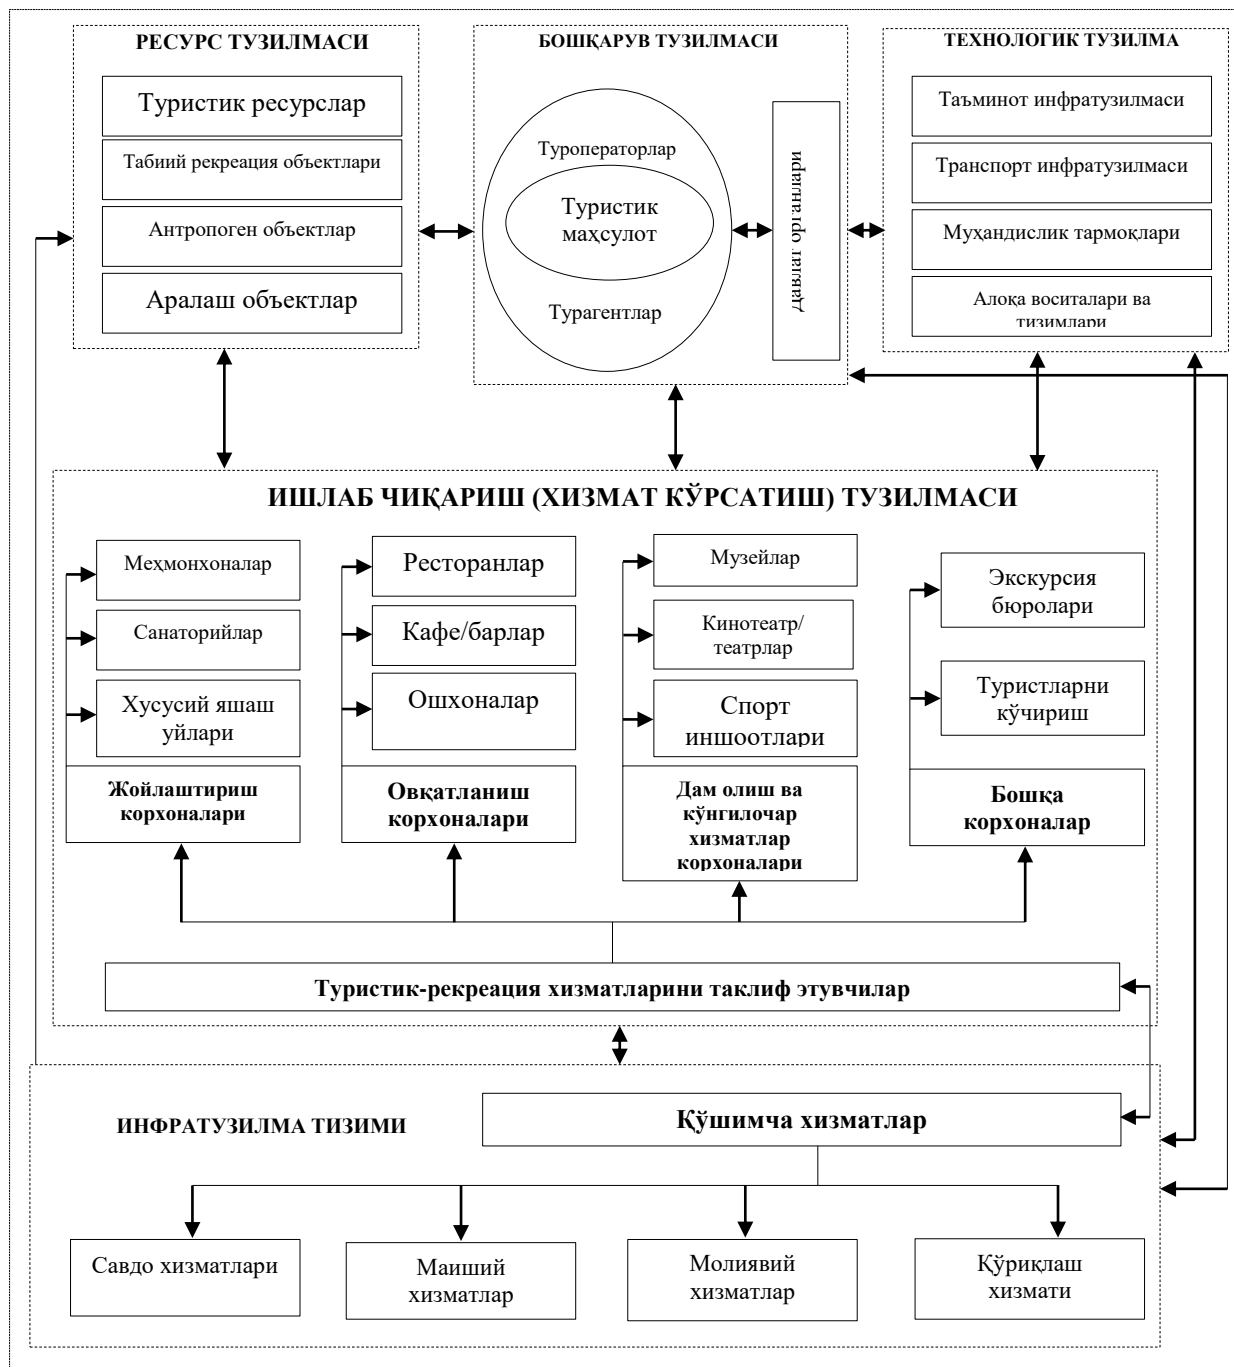 РЕСУРС ТУЗИЛМАСИ
Туристик ресурслар
Табиий рекреация объектлари
Антропоген объектлар
Аралаш объектлар
БОШҚАРУВ ТУЗИЛМАСИ
Туроператорлар
Туристик
маҳсулот
Турагентлар
Давлат органлари
ТЕХНОЛОГИК ТУЗИЛМА
Таъминот инфратузилмаси
Транспорт инфратузилмаси
Муҳандислик тармоқлари
Алоқа воситалари ва
тизимлари
ИШЛАБ ЧИҚАРИШ (ХИЗМАТ КЎРСАТИШ) ТУЗИЛМАСИ
Меҳмонхоналар
Санаторийлар
Хусусий яшаш
уйлари
Жойлаштириш
корхоналари
Ресторанлар
Кафе/барлар
Ошхоналар
Овқатланиш
корхоналари
Музейлар
Кинотеатр/
театрлар
Спорт
иншоотлари
Дам олиш ва
кўнгилочар
хизматлар
корхоналари
Экскурсия
бюролари
Туристларни
кўчириш
Бошқа
корхоналар
Туристик-рекреация хизматларини таклиф этувчилар
ИНФРАТУЗИЛМА ТИЗИМИ
Қўшимча хизматлар
Савдо хизматлари
Маиший
хизматлар
Молиявий
хизматлар
Қўриқлаш
хизмати